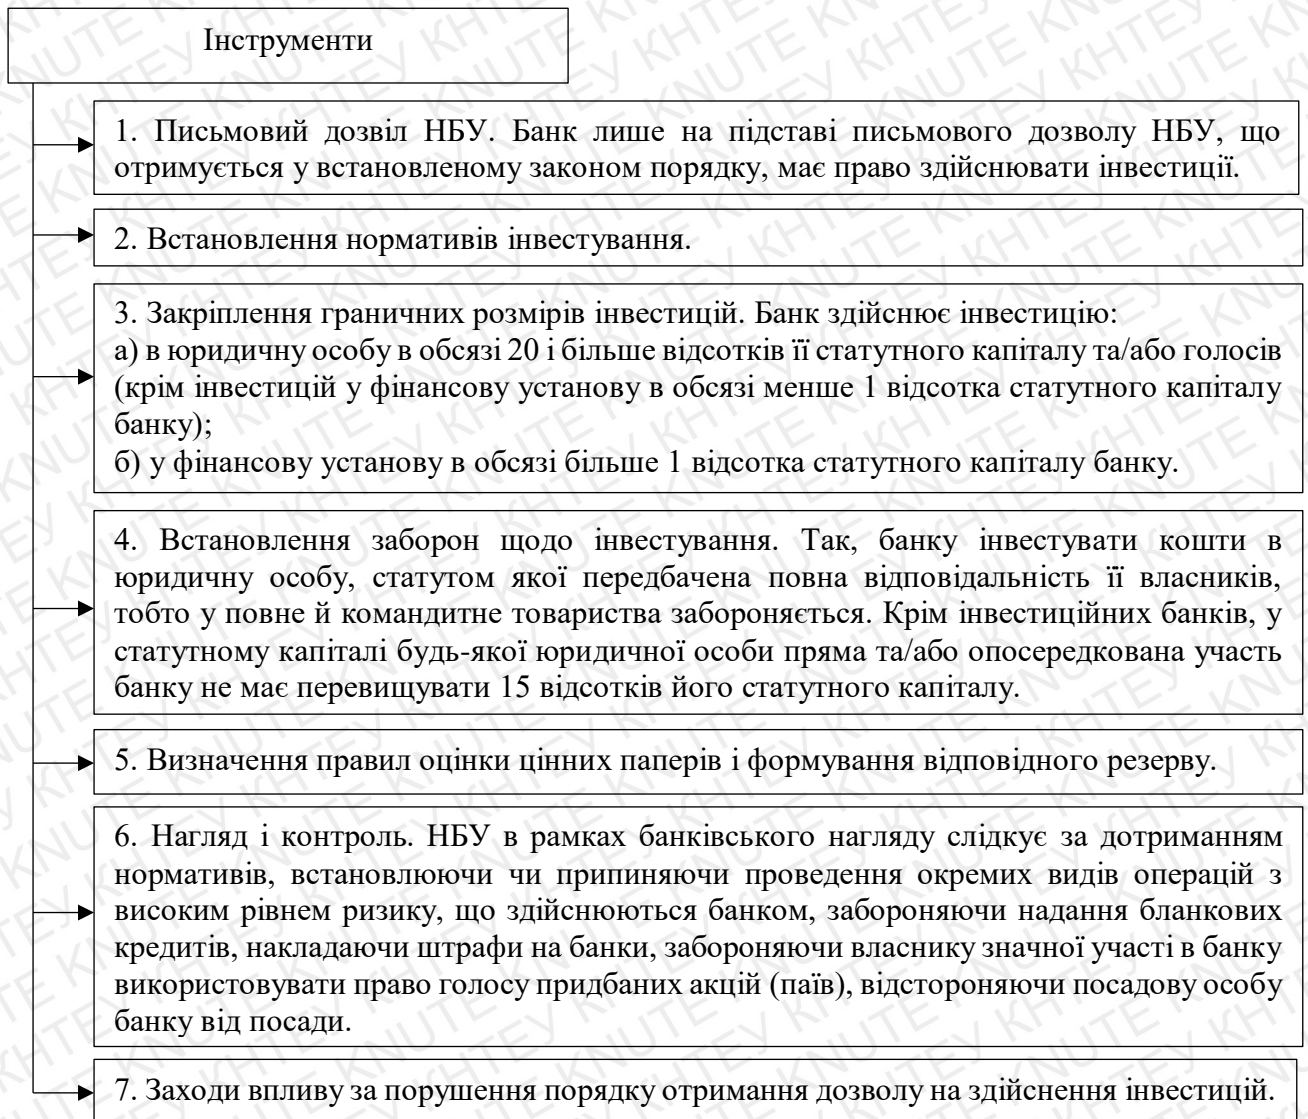 Інструменти
1. Письмовий дозвіл НБУ. Банк лише на підставі письмового дозволу НБУ, що
отримується у встановленому законом порядку, має право здійснювати інвестиції.
2. Встановлення нормативів інвестування.
3. Закріплення граничних розмірів інвестицій. Банк здійснює інвестицію:
а) в юридичну особу в обсязі 20 і більше відсотків її статутного капіталу та/або голосів
(крім інвестицій у фінансову установу в обсязі менше 1 відсотка статутного капіталу
банку);
б) у фінансову установу в обсязі більше 1 відсотка статутного капіталу банку.
4. Встановлення заборон щодо інвестування. Так, банку інвестувати кошти в
юридичну особу, статутом якої передбачена повна відповідальність її власників,
тобто у повне й командитне товариства забороняється. Крім інвестиційних банків, у
статутному капіталі будь-якої юридичної особи пряма та/або опосередкована участь
банку не має перевищувати 15 відсотків його статутного капіталу.
5. Визначення правил оцінки цінних паперів і формування відповідного резерву.
6. Нагляд і контроль. НБУ в рамках банківського нагляду слідкує за дотриманням
нормативів, встановлюючи чи припиняючи проведення окремих видів операцій з
високим рівнем ризику, що здійснюються банком, забороняючи надання бланкових
кредитів, накладаючи штрафи на банки, забороняючи власнику значної участі в банку
використовувати право голосу придбаних акцій (паїв), відстороняючи посадову особу
банку від посади.
7. Заходи впливу за порушення порядку отримання дозволу на здійснення інвестицій.